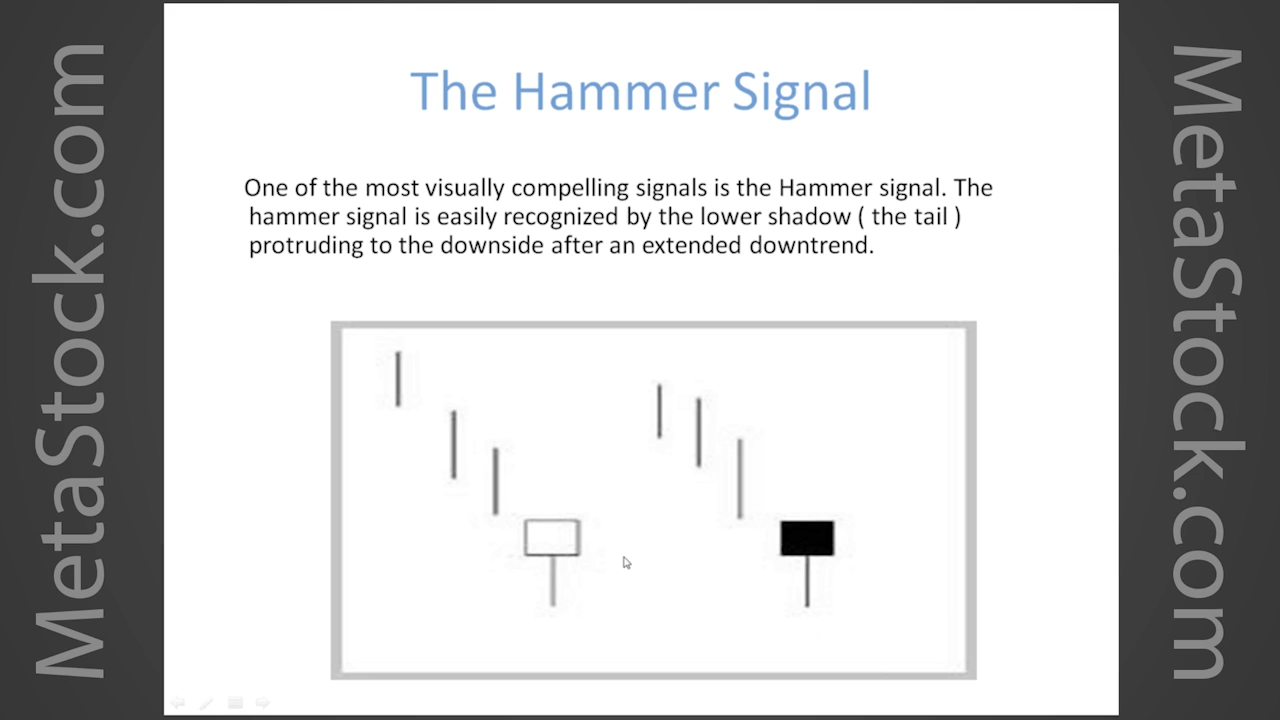 The Hammer Signal
One of the most visually compelling signals is the Hammer signal. The
hammer signal is easily recognized by the lower shadow ( the tail )
protruding to the downside after an extended downtrend.
MetaStock.com
MetaStock.com